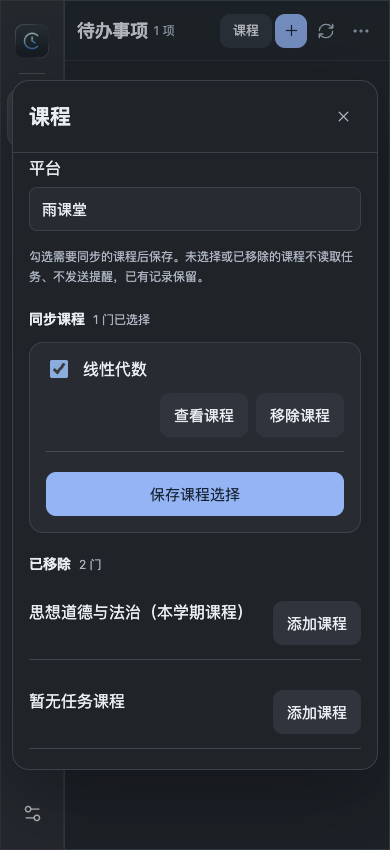 待办事项 1 项 课程
课程
平台
雨课堂
勾选需要同步的课程后保存。未选择或已移除的课程不读取任
务、不发送提醒，已有记录保留。
同步课程 1 门已选择
线性代数
查看课程 移除课程
保存课程选择
已移除 2 门
思想道德与法治（本学期课程） 添加课程
暂无任务课程 添加课程